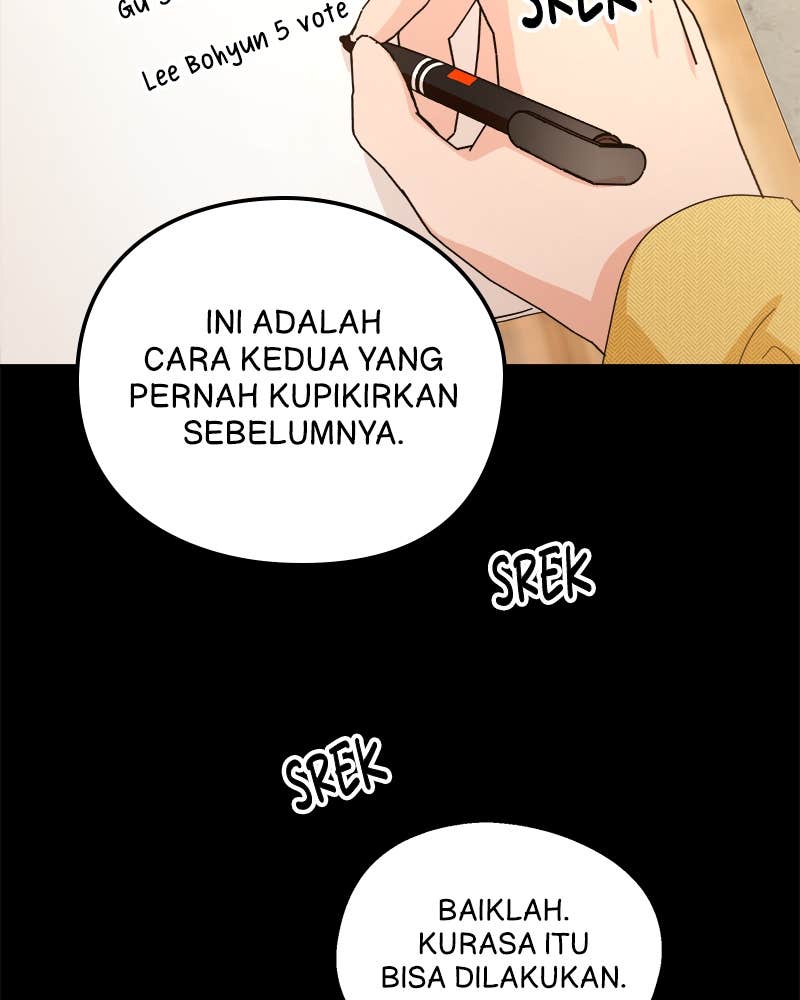 SREK
Lee Bohyun 5 vote
INI ADALAH
CARA KEDUA YANG
PERNAH KUPIKIRKAN
SEBELUMNYA.
SREK
SREK
BAIKLAH.
KURASA ITU
BISA DILAKUKAN.